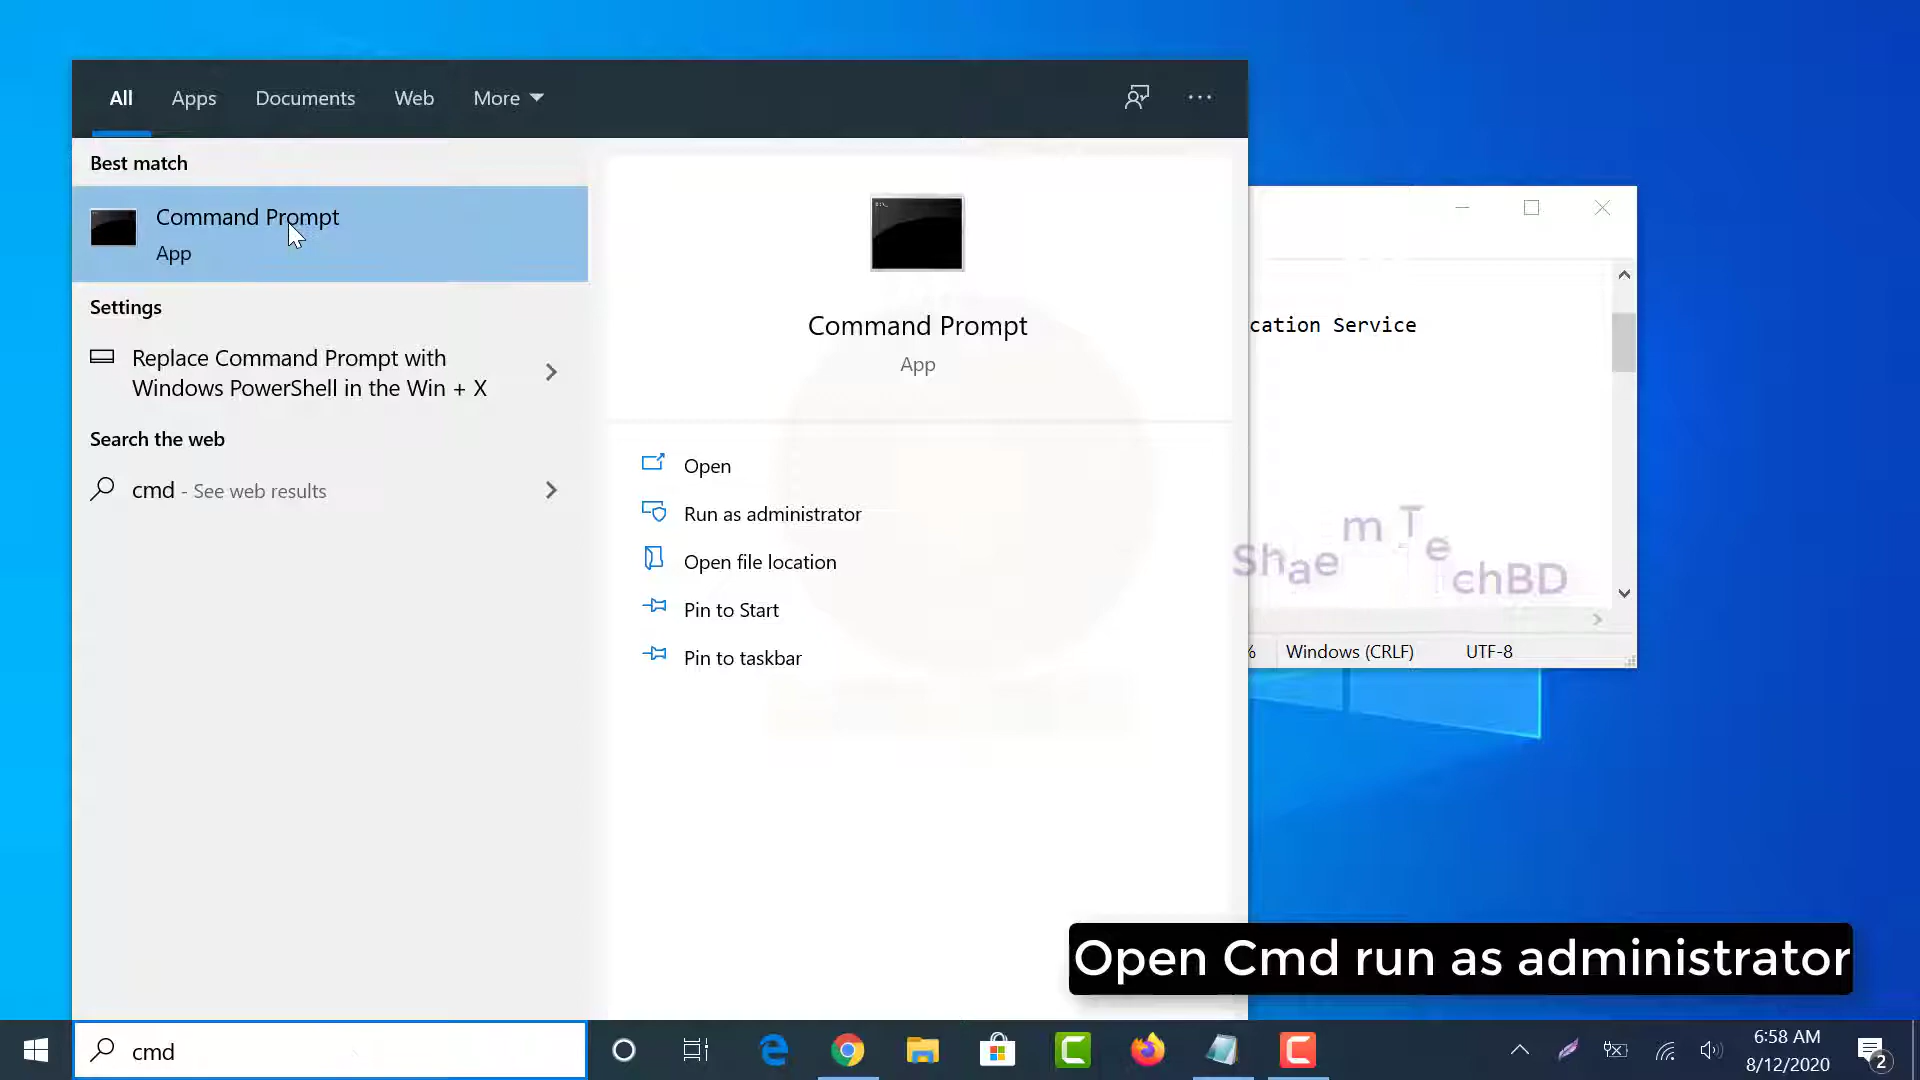 All Apps Documents Web More
Best match
Command Prompt
App
Settings
Replace Command Prompt with
Windows PowerShell in the Win + X
Search the web
cmd - See web results
Command Prompt
App
Open
Run as administrator
Open file location
Pin to Start
Pin to taskbar
cation Service
Shaem TechBD
% Windows (CRLF) UTF-8
Open Cmd run as administrator
cmd
6:58 AM
8/12/2020
2